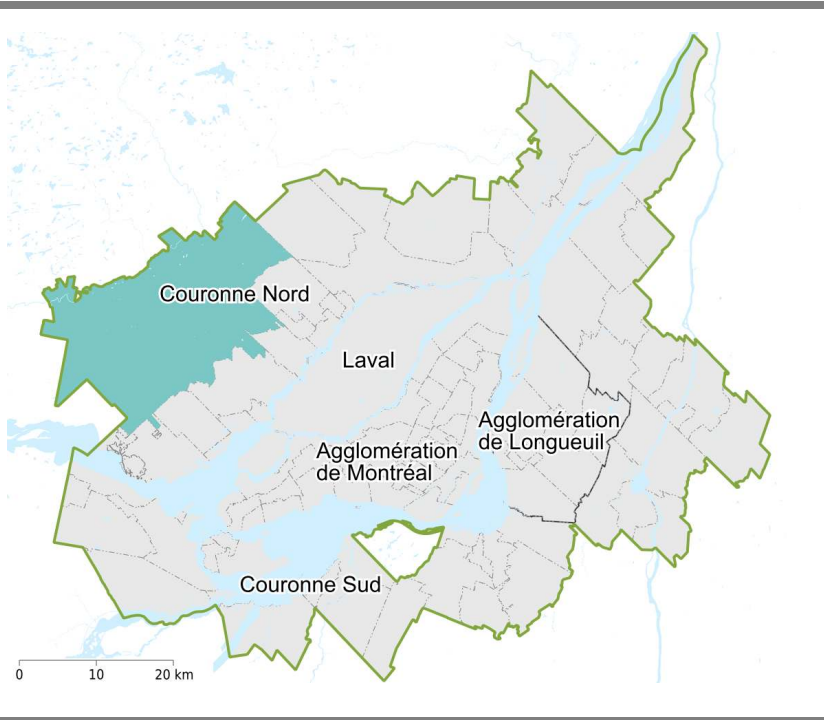 Couronne Nord
Laval
Agglomération
de Longueuil
Agglomération
de Montréal
Couronne Sud
0 10 20 km